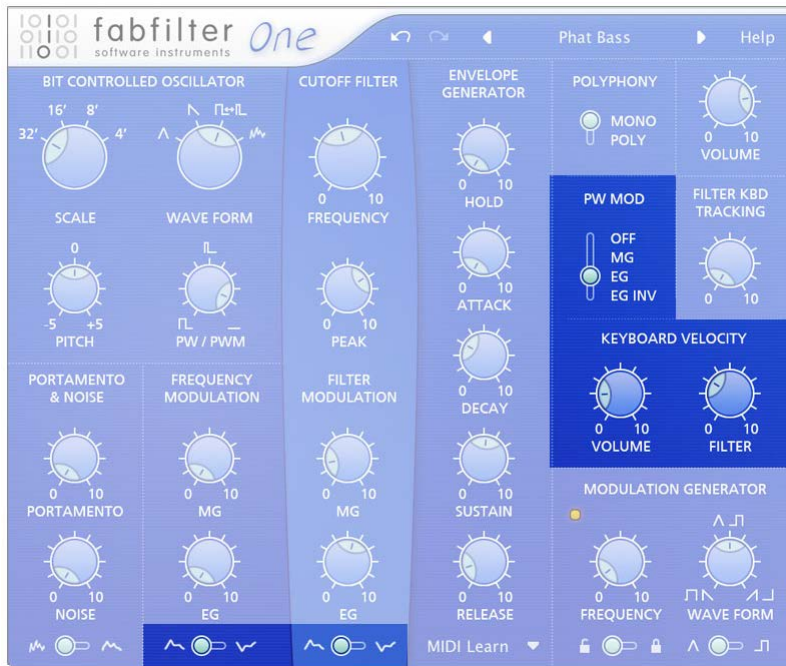 fabfilter
software instruments
One
Phat Bass
Help
BIT CONTROLLED OSCILLATOR
32' 16' 8' 4'
SCALE
WAVE FORM
0
-5 +5
PITCH
PW / PWM
CUTOFF FILTER
0 10
FREQUENCY
0 10
PEAK
ENVELOPE
GENERATOR
0 10
HOLD
0 10
ATTACK
0 10
DECAY
0 10
SUSTAIN
0 10
RELEASE
POLYPHONY
MONO
POLY
0 10
VOLUME
PW MOD
OFF
MG
EG
EG INV
FILTER KBD
TRACKING
0 10
KEYBOARD VELOCITY
0 10
VOLUME
0 10
FILTER
PORTAMENTO
& NOISE
0 10
PORTAMENTO
0 10
NOISE
FREQUENCY
MODULATION
0 10
MG
0 10
EG
FILTER
MODULATION
0 10
MG
0 10
EG
MODULATION GENERATOR
0 10
FREQUENCY
WAVE FORM
MIDI Learn